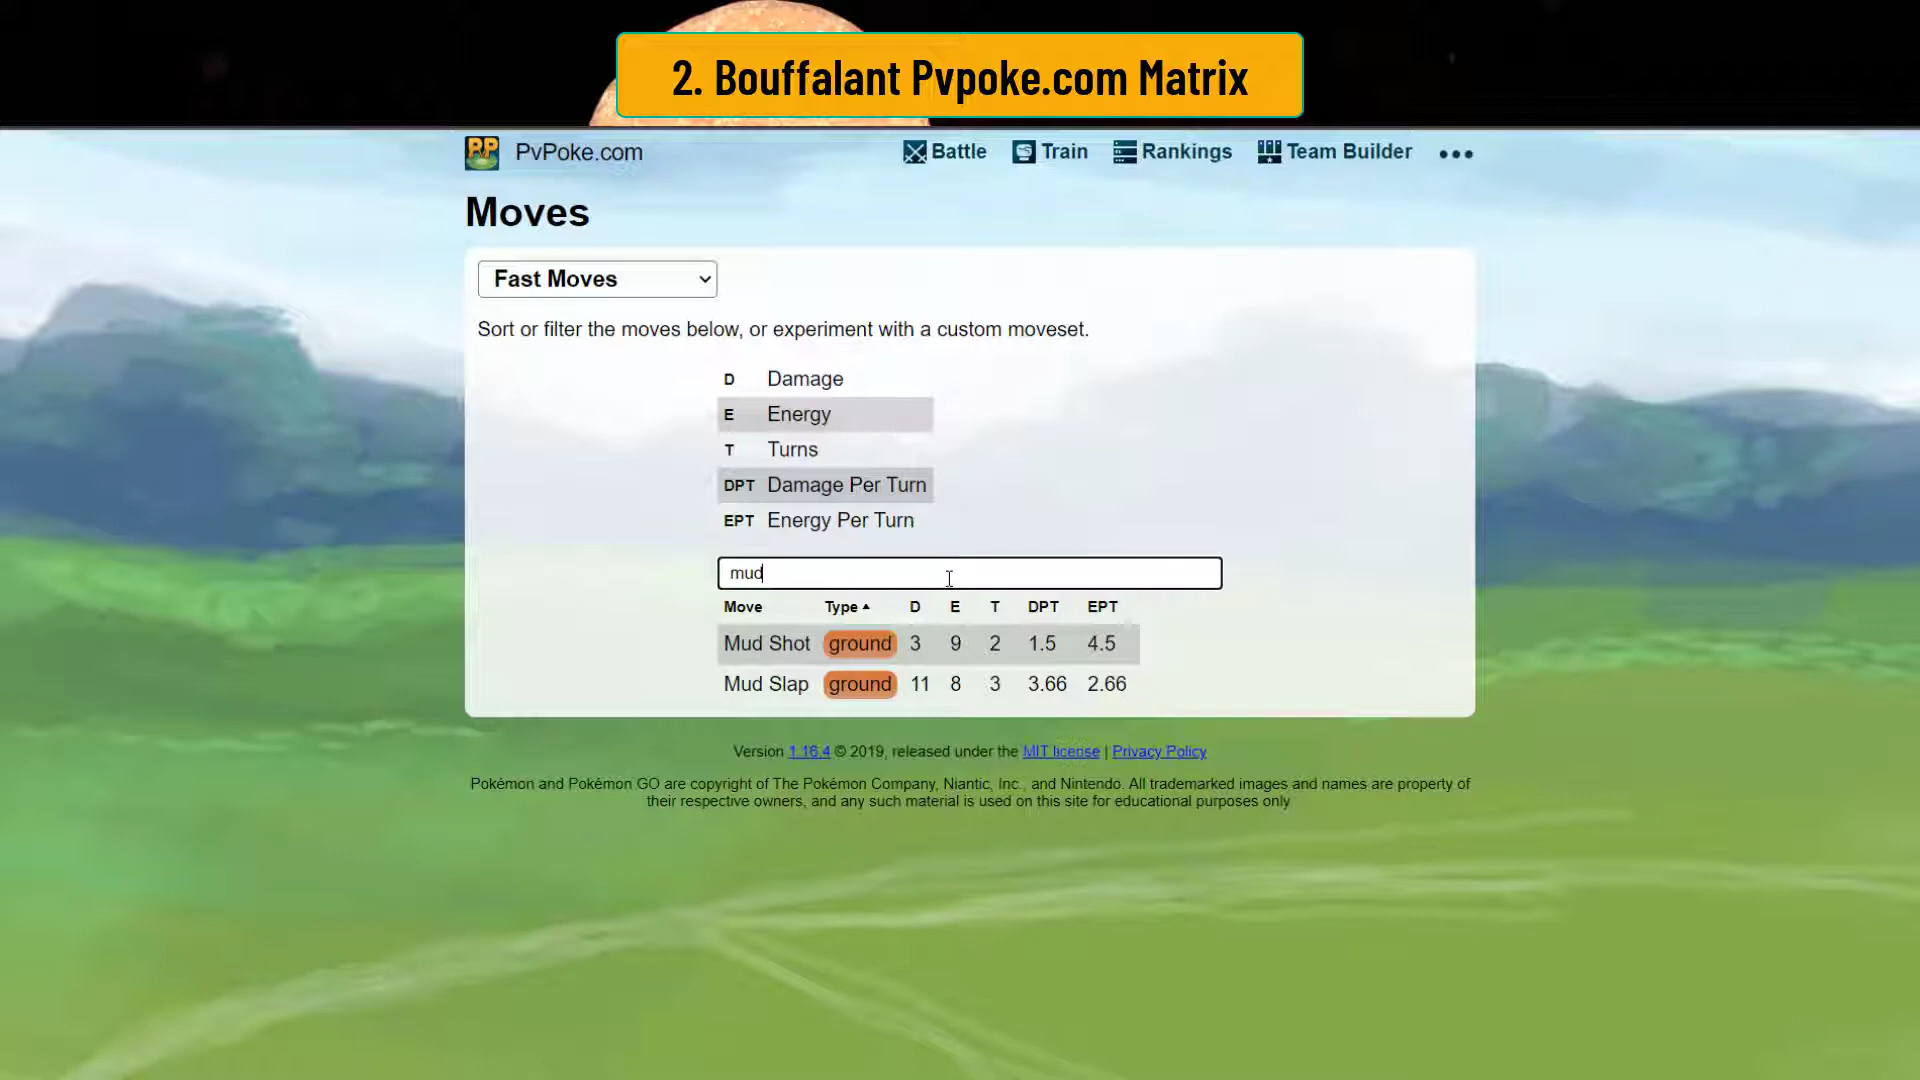 2. Bouffalant Pvpoke.com Matrix
PvPoke.com
Battle Train Rankings Team Builder
Moves
Fast Moves
Sort or filter the moves below, or experiment with a custom moveset.
D Damage
E Energy
T Turns
DPT Damage Per Turn
EPT Energy Per Turn
mud
Move Type D E T DPT EPT
Mud Shot ground 3 9 2 1.5 4.5
Mud Slap ground 11 8 3 3.66 2.66
Version 1.16.4 © 2019, released under the MIT license | Privacy Policy
Pokémon and Pokémon GO are copyright of The Pokémon Company, Niantic, Inc., and Nintendo. All trademarked images and names are property of
their respective owners, and any such material is used on this site for educational purposes only